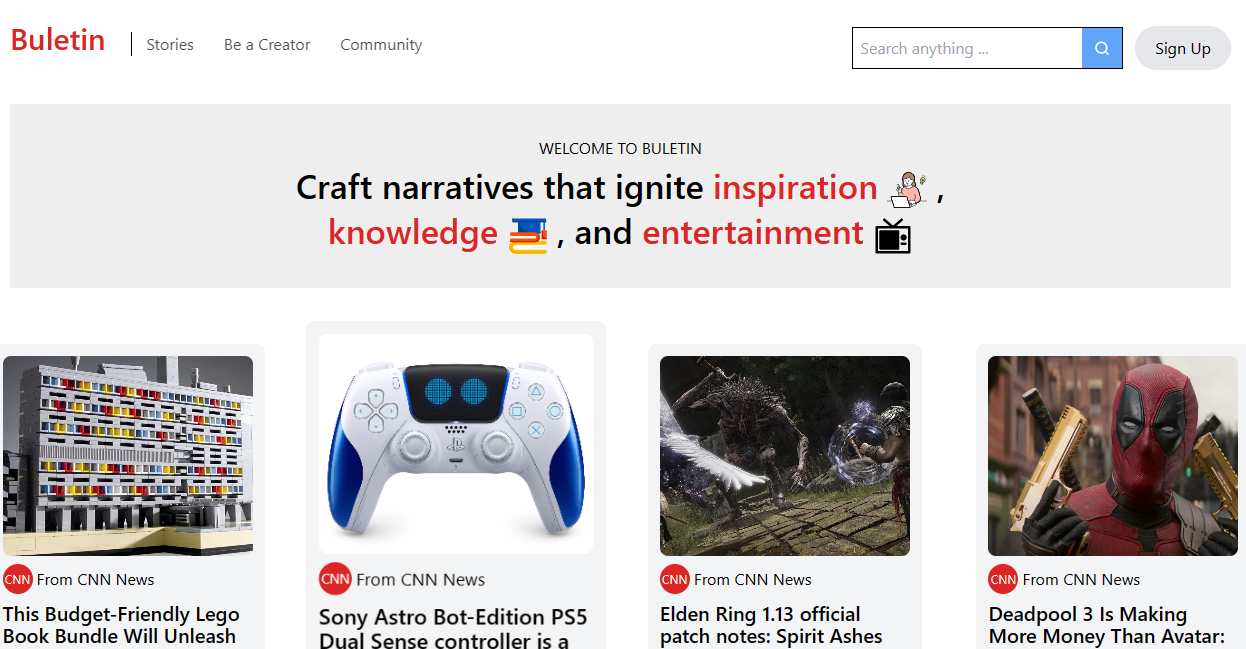 Buletin
Stories
Be a Creator
Community
Search anything ...
Sign Up
WELCOME TO BULETIN
Craft narratives that ignite inspiration ,
knowledge , and entertainment
CNN From CNN News
This Budget-Friendly Lego
Book Bundle Will Unleash
CNN From CNN News
Sony Astro Bot-Edition PS5
Dual Sense controller is a
CNN From CNN News
Elden Ring 1.13 official
patch notes: Spirit Ashes
CNN From CNN News
Deadpool 3 Is Making
More Money Than Avatar: